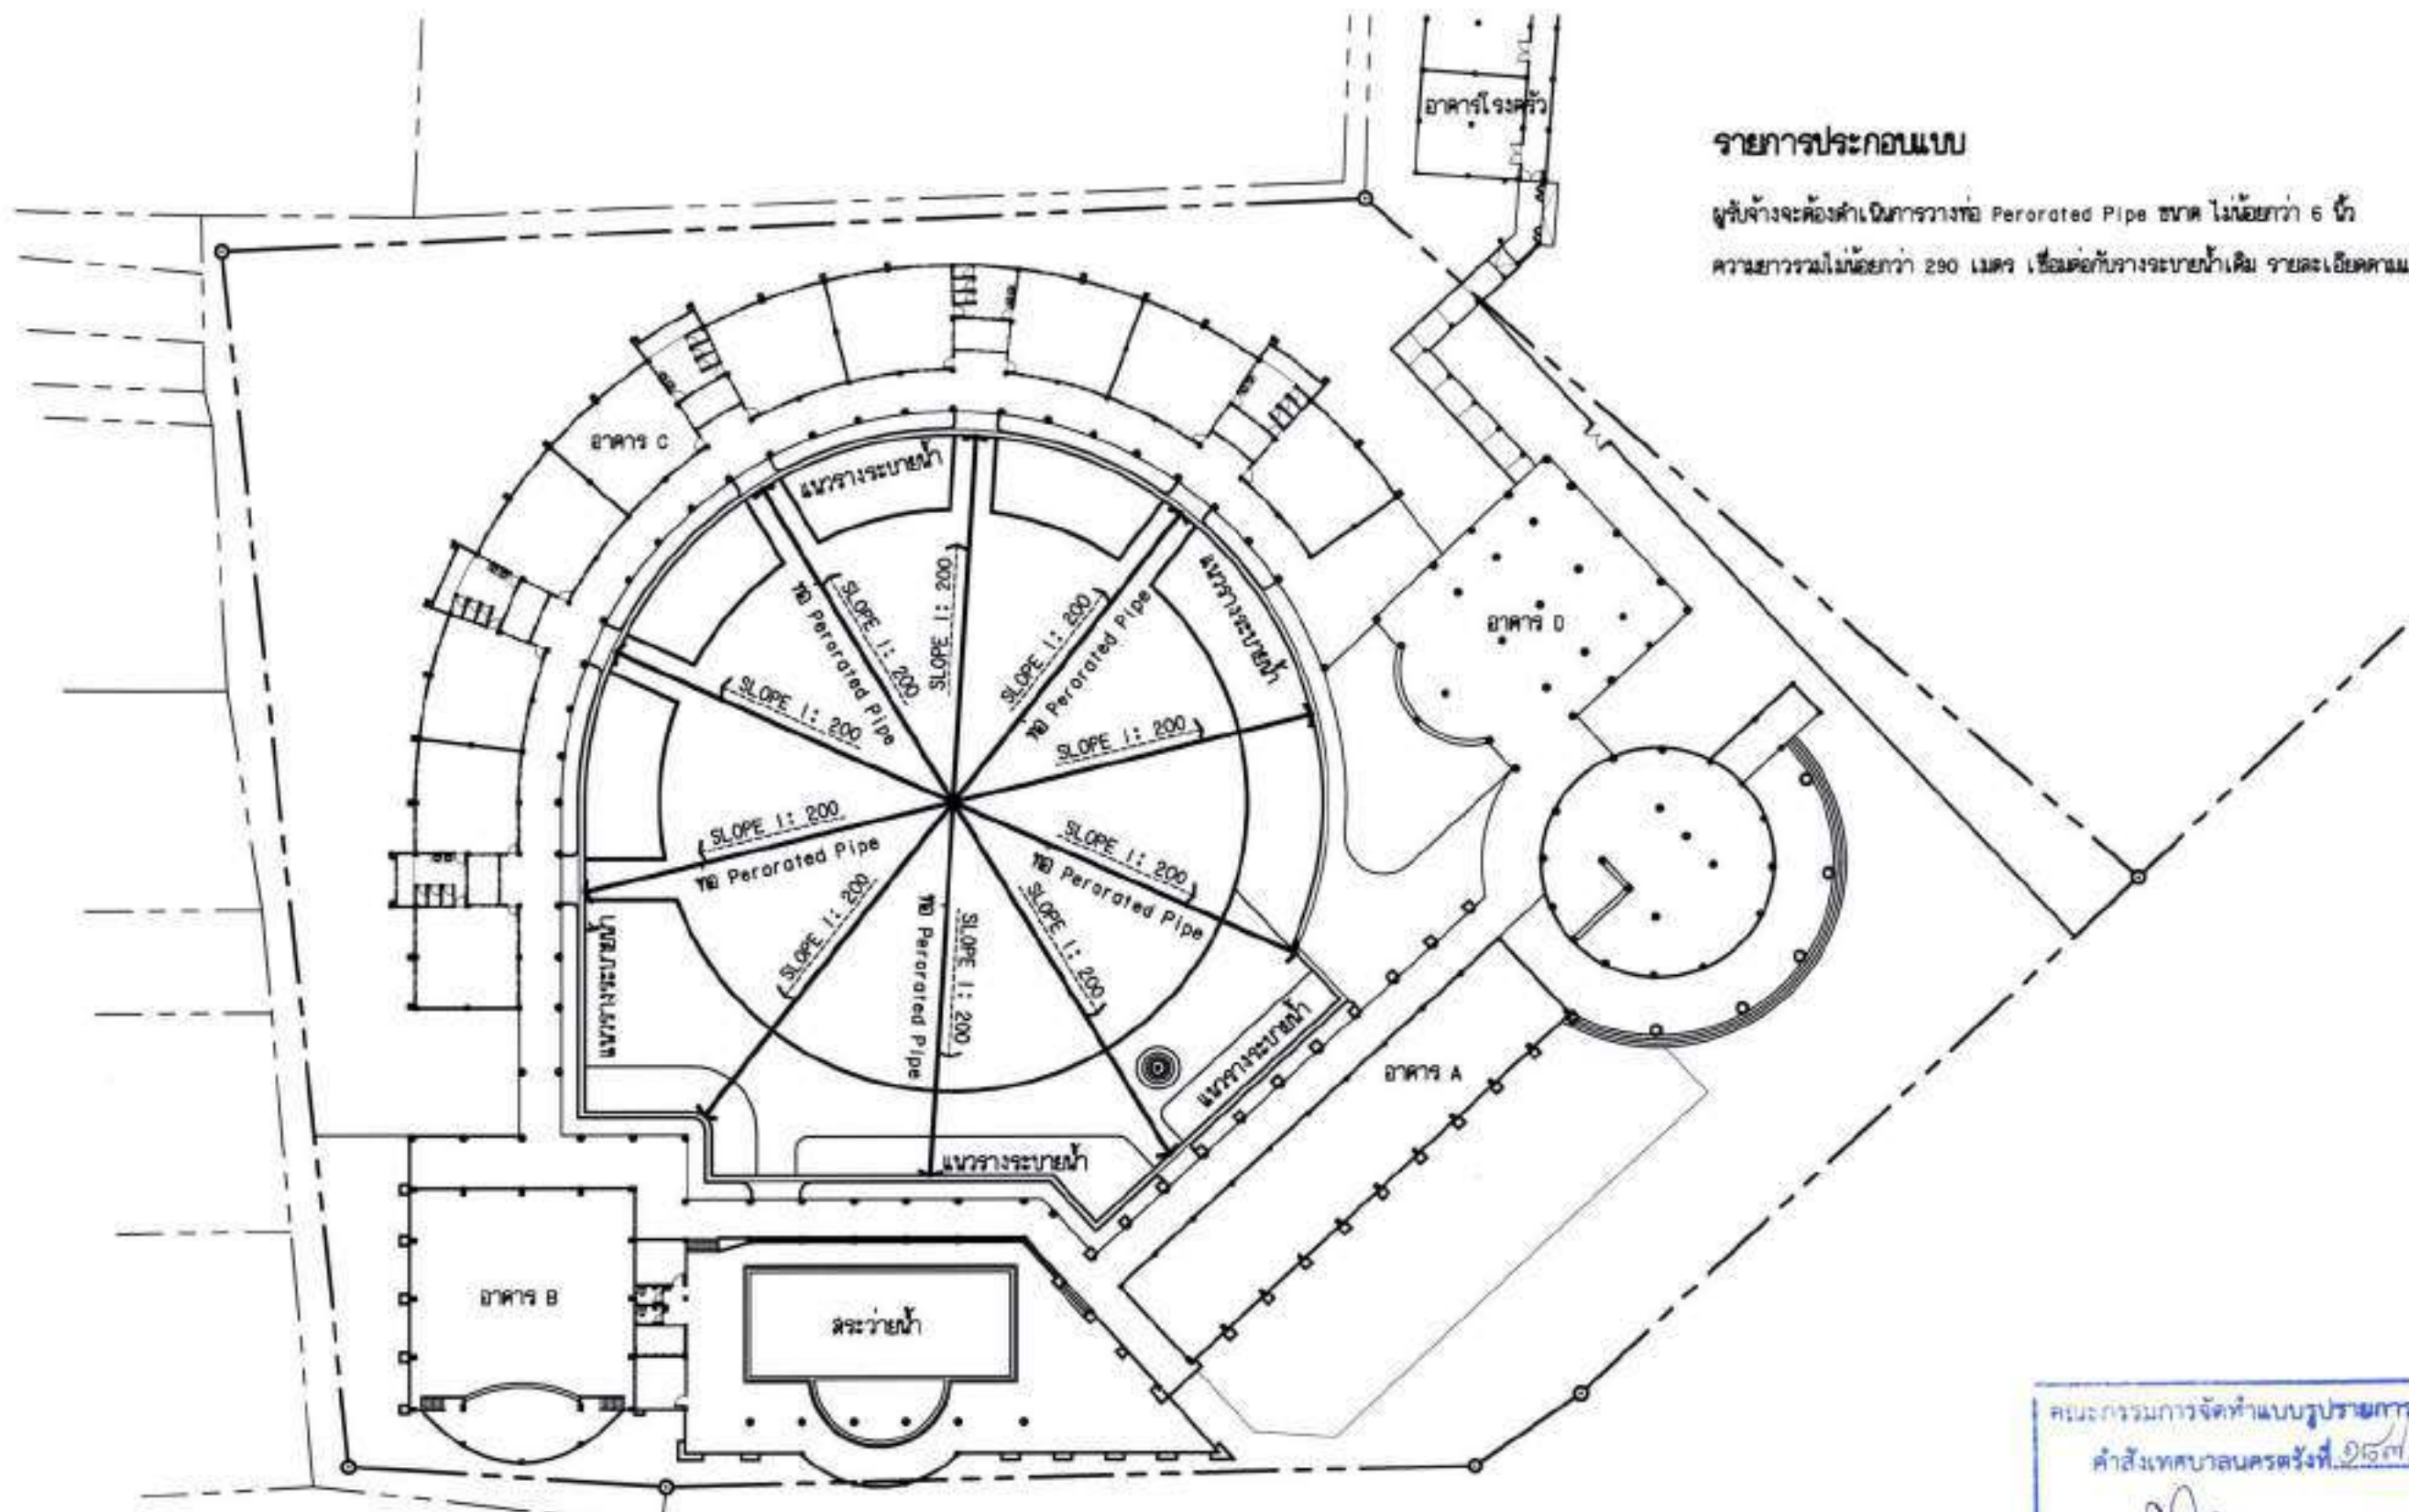 อาคารโรงครัว
รายการประกอบแบบ
ผู้รับจ้างจะต้องดำเนินการวางท่อ Perorated Pipe ขนาด ไม่น้อยกว่า 6 นิ้ว
ความยาวรวมไม่น้อยกว่า 290 เมตร เชื่อมต่อกับรางระบายน้ำเดิม รายละเอียดตามแ
อาคาร C
แนวรางระบายน้ำ
แนวรางระบายน้ำ
อาคาร D
SLOPE 1: 200
ท่อ Perorated Pipe
SLOPE 1: 200
SLOPE 1: 200
ท่อ Perorated Pipe
SLOPE 1: 200
SLOPE 1: 200
SLOPE 1: 200
ท่อ Perorated Pipe
SLOPE 1: 200
ท่อ Perorated Pipe
SLOPE 1: 200
SLOPE 1: 200
ท่อ Perorated Pipe
SLOPE 1: 200
แนวรางระบายน้ำ
แนวรางระบายน้ำ
แนวรางระบายน้ำ
อาคาร A
อาคาร B
สระว่ายน้ำ
คณะกรรมการจัดทำแบบรูปรายการ
คำสั่งเทศบาลนครตรังที่